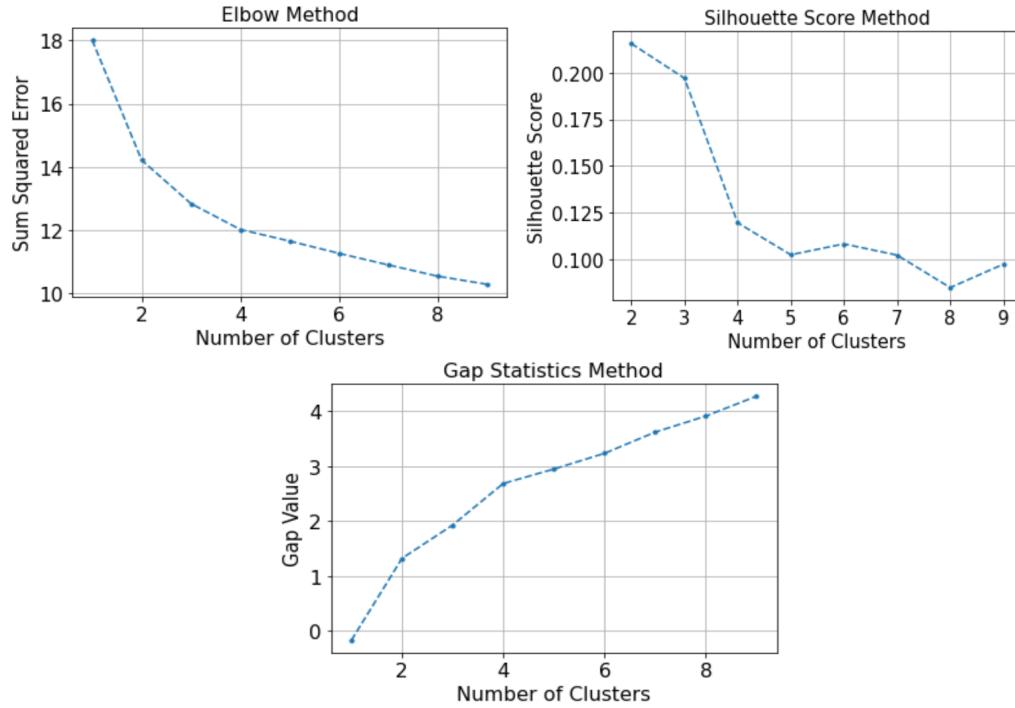 Elbow Method
18
16
14
12
10
Sum Squared Error
2 4 6 8
Number of Clusters
Silhouette Score Method
0.200
0.175
0.150
0.125
0.100
Silhouette Score
2 3 4 5 6 7 8 9
Number of Clusters
Gap Statistics Method
4
3
2
1
0
Gap Value
2 4 6 8
Number of Clusters